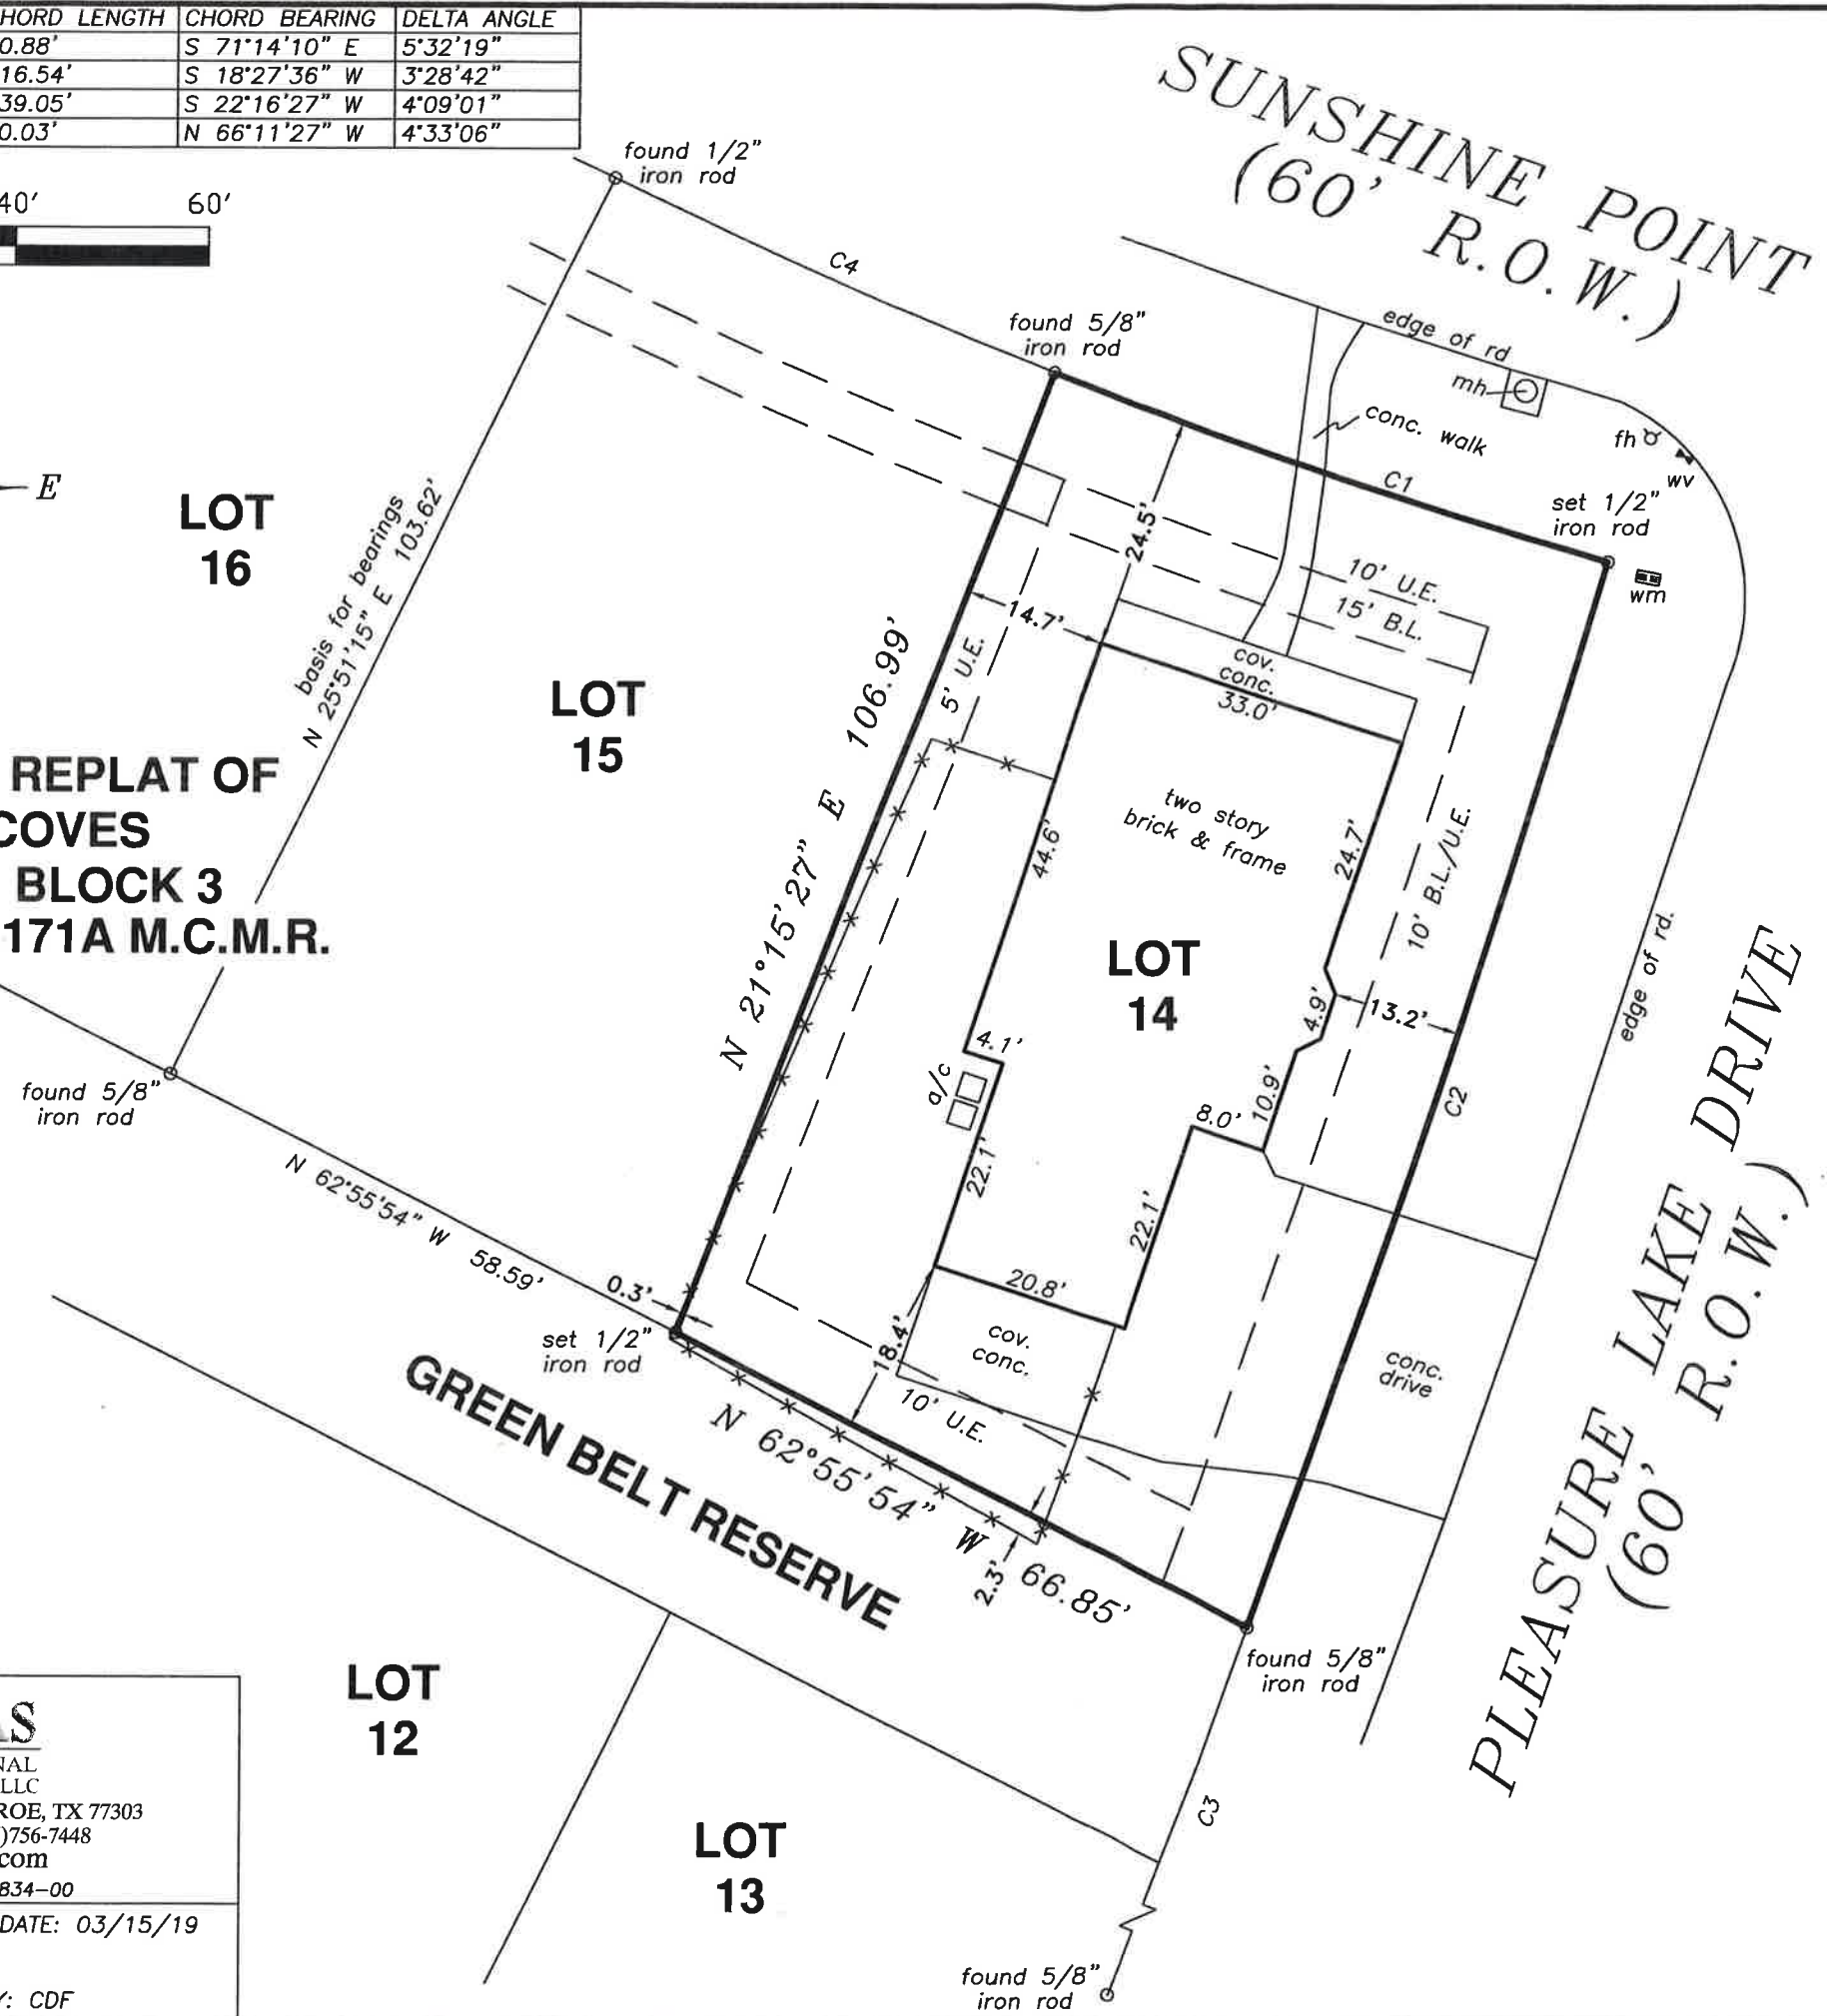 HORD LENGTH CHORD BEARING DELTA ANGLE
0.88' S 71°14'10" E 5°32'19"
16.54' S 18°27'36" W 3°28'42"
39.05' S 22°16'27" W 4°09'01"
0.03' N 66°11'27" W 4°33'06"
40' 60'
found 1/2"
iron rod
SUNSHINE POINT
(60' R.O.W.)
C4
found 5/8"
iron rod
edge of rd
mh
conc. walk
fh
wv
C1
set 1/2"
iron rod
wm
E
LOT
16
basis for bearings
N 25°51'15" E 103.62'
24.5'
10' U.E.
15' B.L.
14.7'
5' U.E.
cov.
conc.
33.0'
LOT
15
N 21°15'27" E 106.99'
REPLAT OF
COVES
BLOCK 3
171A M.C.M.R.
two story
brick & frame
44.6'
24.7'
10' B.L./U.E.
LOT
14
edge of rd.
4.9'
13.2'
4.1'
a/c
10.9'
C2
8.0'
22.1'
22.1'
found 5/8"
iron rod
N 62°55'54" W 58.59'
0.3'
set 1/2"
iron rod
20.8'
18.4'
cov.
conc.
conc.
drive
10' U.E.
PLEASURE LAKE DRIVE
(60' R.O.W.)
GREEN BELT RESERVE
N 62°55'54" W 66.85'
2.3'
found 5/8"
iron rod
LOT
12
C3
LOT
13
found 5/8"
iron rod
AS
NAL
LLC
ROE, TX 77303
)756-7448
com
834-00
DATE: 03/15/19
Y: CDF